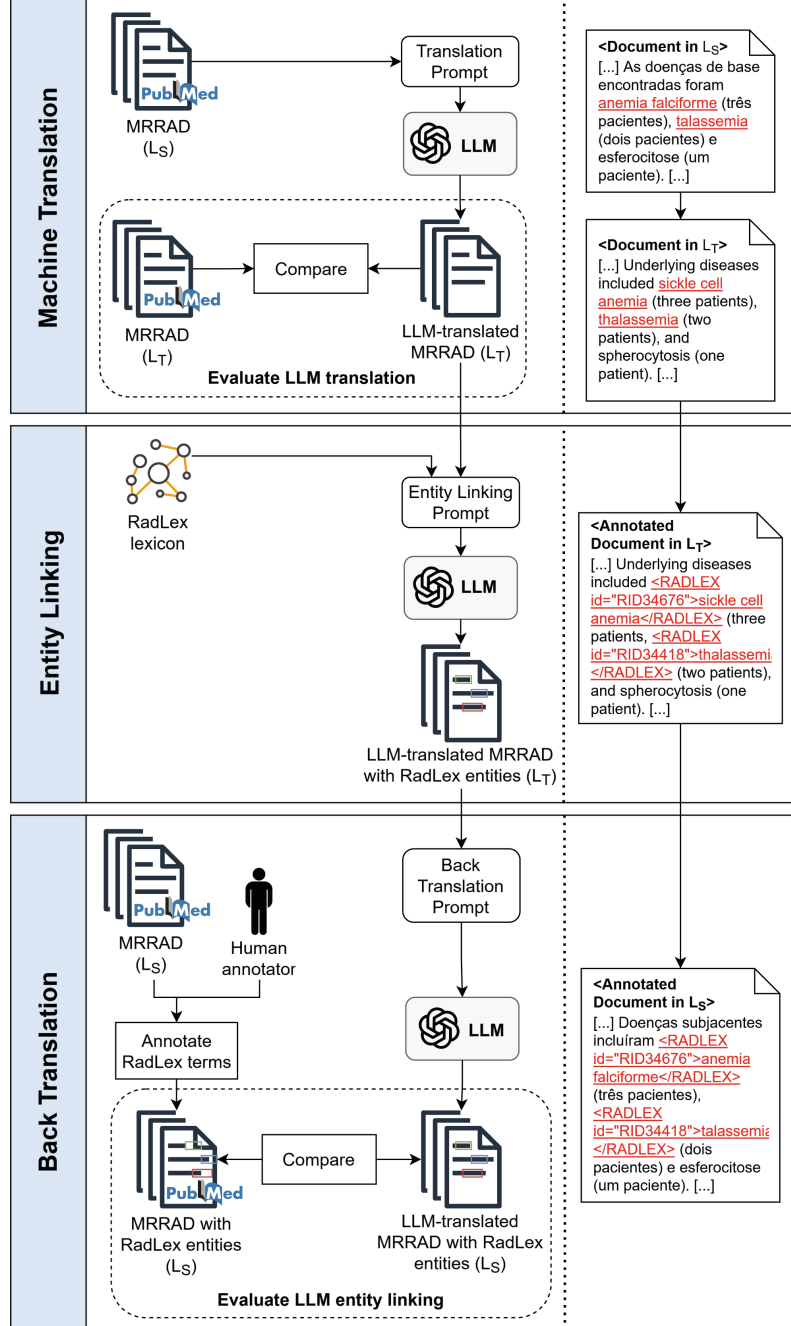 Machine Translation
PubMed
MRRAD
(LS)
Translation
Prompt
LLM
PubMed
MRRAD
(LT)
Compare
LLM-translated
MRRAD (LT)
Evaluate LLM translation
<Document in LS>
[...] As doenças de base
encontradas foram
anemia falciforme (três
pacientes), talassemia
(dois pacientes) e
esferocitose (um
paciente). [...]
<Document in LT>
[...] Underlying diseases
included sickle cell
anemia (three patients),
thalassemia (two
patients), and
spherocytosis (one
patient). [...]
Entity Linking
RadLex
lexicon
Entity Linking
Prompt
LLM
LLM-translated MRRAD
with RadLex entities (LT)
<Annotated
Document in LT>
[...] Underlying diseases
included <RADLEX
id="RID34676">sickle cell
anemia</RADLEX> (three
patients, <RADLEX
id="RID34418">thalassemi
</RADLEX> (two patients),
and spherocytosis (one
patient). [...]
Back Translation
PubMed
MRRAD
(LS)
Human
annotator
Annotate
RadLex terms
Back
Translation
Prompt
LLM
PubMed
MRRAD with
RadLex entities
(LS)
Compare
LLM-translated
MRRAD with RadLex
entities (LS)
Evaluate LLM entity linking
<Annotated
Document in LS>
[...] Doenças subjacentes
incluíram <RADLEX
id="RID34676">anemia
falciforme</RADLEX>
(três pacientes),
<RADLEX
id="RID34418">talassemia
</RADLEX> (dois
pacientes) e esferocitose
(um paciente). [...]